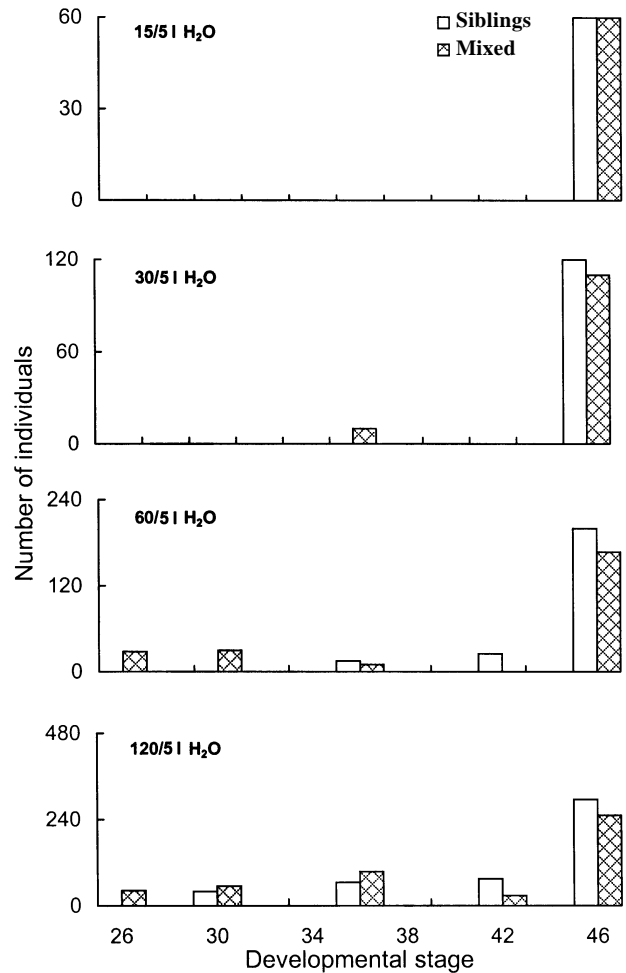 60
15/5 l H₂O
Siblings
Mixed
30
0
120
30/5 l H₂O
60
0
Number of individuals
240
60/5 l H₂O
120
0
480
120/5 l H₂O
240
0
26 30 34 38 42 46
Developmental stage